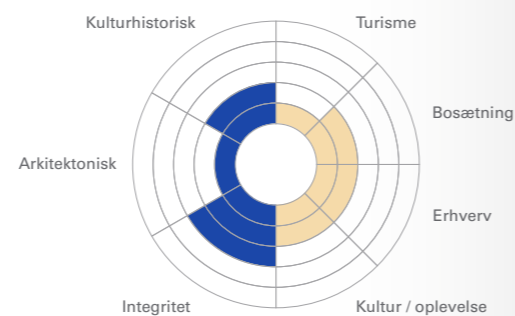 Kulturhistorisk
Turisme
Bosætning
Arkitektonisk
Erhverv
Integritet
Kultur / oplevelse